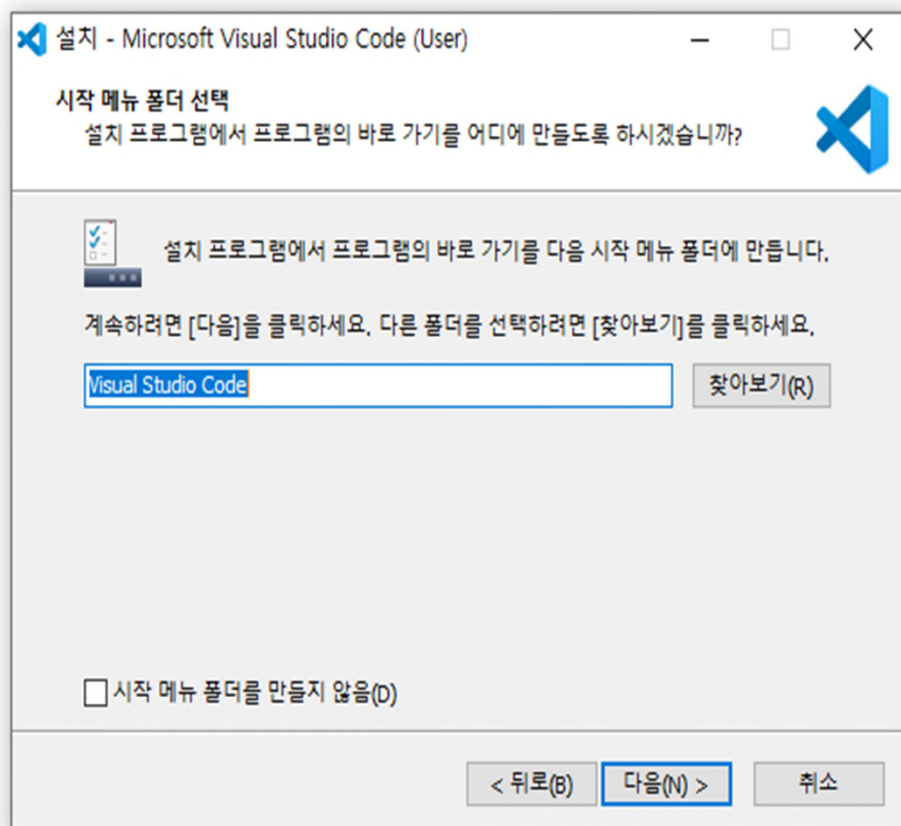 설치 - Microsoft Visual Studio Code (User)
시작 메뉴 폴더 선택
설치 프로그램에서 프로그램의 바로 가기를 어디에 만들도록 하시겠습니까?
설치 프로그램에서 프로그램의 바로 가기를 다음 시작 메뉴 폴더에 만듭니다.
계속하려면 [다음]을 클릭하세요. 다른 폴더를 선택하려면 [찾아보기]를 클릭하세요.
Visual Studio Code 찾아보기(R)
시작 메뉴 폴더를 만들지 않음(D)
< 뒤로(B) 다음(N) > 취소